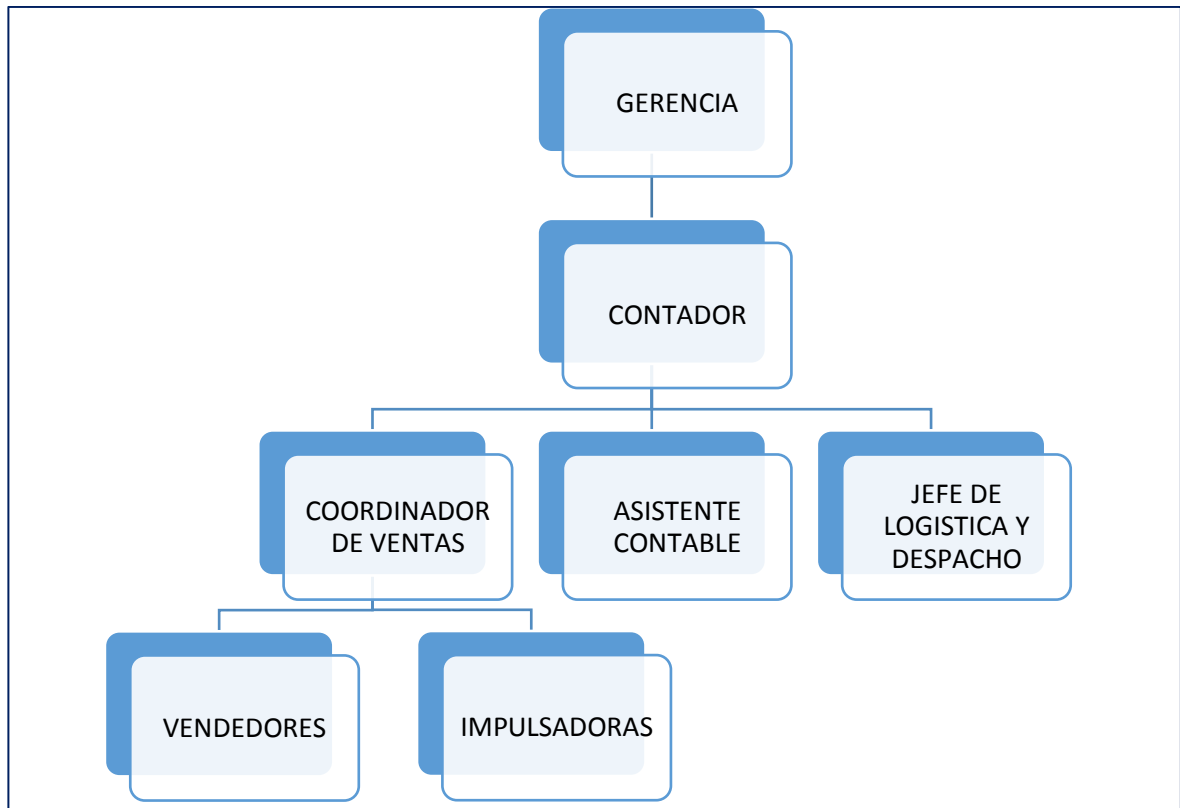 GERENCIA
CONTADOR
COORDINADOR
DE VENTAS
ASISTENTE
CONTABLE
JEFE DE
LOGISTICA Y
DESPACHO
VENDEDORES
IMPULSADORAS